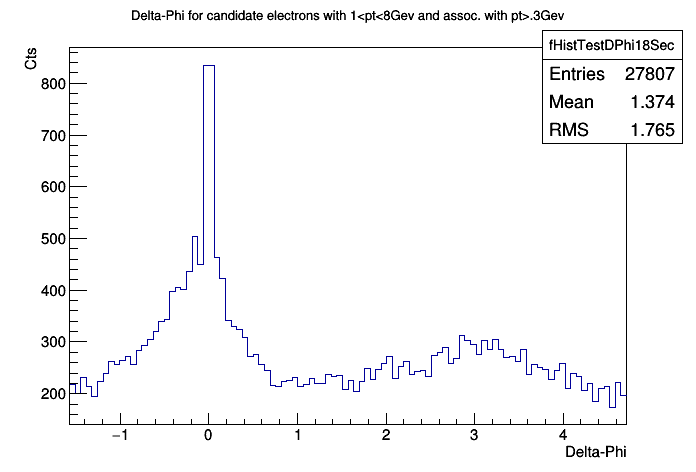 Delta-Phi for candidate electrons with 1<pt<8Gev and assoc. with pt>.3Gev
fHistTestDPhi18Sec
Entries 27807
Mean 1.374
RMS 1.765
Cts
800
700
600
500
400
300
200
−1 0 1 2 3 4
Delta-Phi